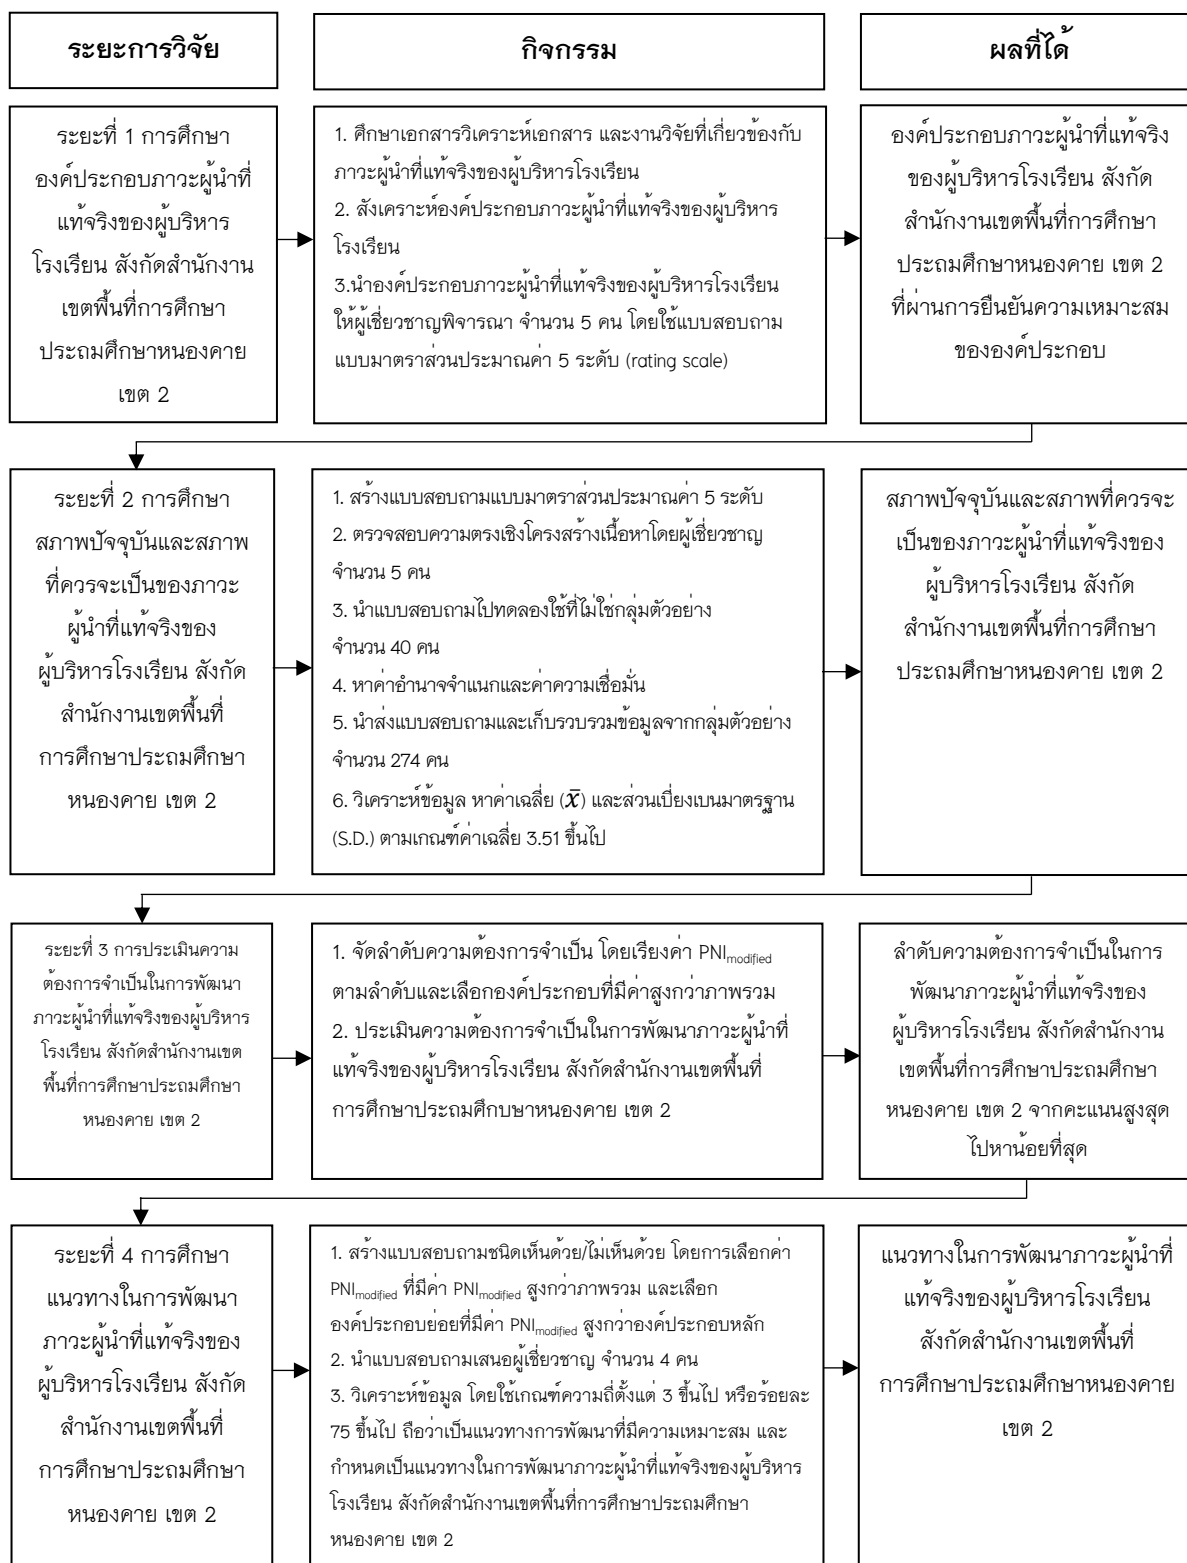 ระยะการวิจัย
กิจกรรม
ผลที่ได้
ระยะที่ 1 การศึกษา
องค์ประกอบภาวะผู้นำที่
แท้จริงของผู้บริหาร
โรงเรียน สังกัดสำนักงาน
เขตพื้นที่การศึกษา
ประถมศึกษาหนองคาย
เขต 2
1. ศึกษาเอกสารวิเคราะห์เอกสาร และงานวิจัยที่เกี่ยวข้องกับ
ภาวะผู้นำที่แท้จริงของผู้บริหารโรงเรียน
2. สังเคราะห์องค์ประกอบภาวะผู้นำที่แท้จริงของผู้บริหาร
โรงเรียน
3.นำองค์ประกอบภาวะผู้นำที่แท้จริงของผู้บริหารโรงเรียน
ให้ผู้เชี่ยวชาญพิจารณา จำนวน 5 คน โดยใช้แบบสอบถาม
แบบมาตราส่วนประมาณค่า 5 ระดับ (rating scale)
องค์ประกอบภาวะผู้นำที่แท้จริง
ของผู้บริหารโรงเรียน สังกัด
สำนักงานเขตพื้นที่การศึกษา
ประถมศึกษาหนองคาย เขต 2
ที่ผ่านการยืนยันความเหมาะสม
ขององค์ประกอบ
ระยะที่ 2 การศึกษา
สภาพปัจจุบันและสภาพ
ที่ควรจะเป็นของภาวะ
ผู้นำที่แท้จริงของ
ผู้บริหารโรงเรียน สังกัด
สำนักงานเขตพื้นที่
การศึกษาประถมศึกษา
หนองคาย เขต 2
1. สร้างแบบสอบถามแบบมาตราส่วนประมาณค่า 5 ระดับ
2. ตรวจสอบความตรงเชิงโครงสร้างเนื้อหาโดยผู้เชี่ยวชาญ
จำนวน 5 คน
3. นำแบบสอบถามไปทดลองใช้ที่ไม่ใช่กลุ่มตัวอย่าง
จำนวน 40 คน
4. หาค่าอำนาจจำแนกและค่าความเชื่อมั่น
5. นำส่งแบบสอบถามและเก็บรวบรวมข้อมูลจากกลุ่มตัวอย่าง
จำนวน 274 คน
6. วิเคราะห์ข้อมูล หาค่าเฉลี่ย (x̄) และส่วนเบี่ยงเบนมาตรฐาน
(S.D.) ตามเกณฑ์ค่าเฉลี่ย 3.51 ขึ้นไป
สภาพปัจจุบันและสภาพที่ควรจะ
เป็นของภาวะผู้นำที่แท้จริงของ
ผู้บริหารโรงเรียน สังกัด
สำนักงานเขตพื้นที่การศึกษา
ประถมศึกษาหนองคาย เขต 2
ระยะที่ 3 การประเมินความ
ต้องการจำเป็นในการพัฒนา
ภาวะผู้นำที่แท้จริงของผู้บริหาร
โรงเรียน สังกัดสำนักงานเขต
พื้นที่การศึกษาประถมศึกษา
หนองคาย เขต 2
1. จัดลำดับความต้องการจำเป็น โดยเรียงค่า PNImodified
ตามลำดับและเลือกองค์ประกอบที่มีค่าสูงกว่าภาพรวม
2. ประเมินความต้องการจำเป็นในการพัฒนาภาวะผู้นำที่
แท้จริงของผู้บริหารโรงเรียน สังกัดสำนักงานเขตพื้นที่
การศึกษาประถมศึกบษาหนองคาย เขต 2
ลำดับความต้องการจำเป็นในการ
พัฒนาภาวะผู้นำที่แท้จริงของ
ผู้บริหารโรงเรียน สังกัดสำนักงาน
เขตพื้นที่การศึกษาประถมศึกษา
หนองคาย เขต 2 จากคะแนนสูงสุด
ไปหาน้อยที่สุด
ระยะที่ 4 การศึกษา
แนวทางในการพัฒนา
ภาวะผู้นำที่แท้จริงของ
ผู้บริหารโรงเรียน สังกัด
สำนักงานเขตพื้นที่
การศึกษาประถมศึกษา
หนองคาย เขต 2
1. สร้างแบบสอบถามชนิดเห็นด้วย/ไม่เห็นด้วย โดยการเลือกค่า
PNImodified ที่มีค่า PNImodified สูงกว่าภาพรวม และเลือก
องค์ประกอบย่อยที่มีค่า PNImodified สูงกว่าองค์ประกอบหลัก
2. นำแบบสอบถามเสนอผู้เชี่ยวชาญ จำนวน 4 คน
3. วิเคราะห์ข้อมูล โดยใช้เกณฑ์ความถี่ตั้งแต่ 3 ขึ้นไป หรือร้อยละ
75 ขึ้นไป ถือว่าเป็นแนวทางการพัฒนาที่มีความเหมาะสม และ
กำหนดเป็นแนวทางในการพัฒนาภาวะผู้นำที่แท้จริงของผู้บริหาร
โรงเรียน สังกัดสำนักงานเขตพื้นที่การศึกษาประถมศึกษา
หนองคาย เขต 2
แนวทางในการพัฒนาภาวะผู้นำที่
แท้จริงของผู้บริหารโรงเรียน
สังกัดสำนักงานเขตพื้นที่
การศึกษาประถมศึกษาหนองคาย
เขต 2